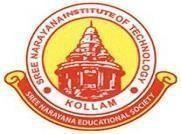 SREE NARAYANA INSTITUTE OF TECHNOLOGY
KOLLAM
SREE NARAYANA EDUCATIONAL SOCIETY